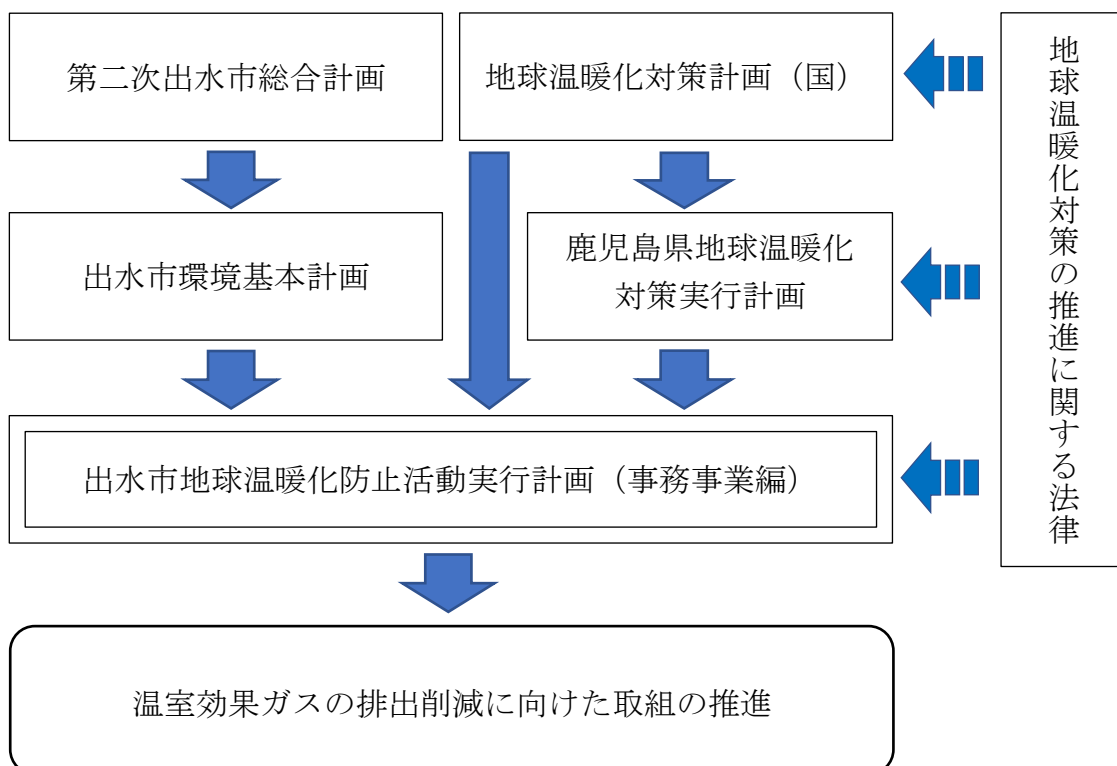 第二次出水市総合計画
地球温暖化対策計画（国）
地球温暖化対策の推進に関する法律
出水市環境基本計画
鹿児島県地球温暖化
対策実行計画
出水市地球温暖化防止活動実行計画（事務事業編）
温室効果ガスの排出削減に向けた取組の推進